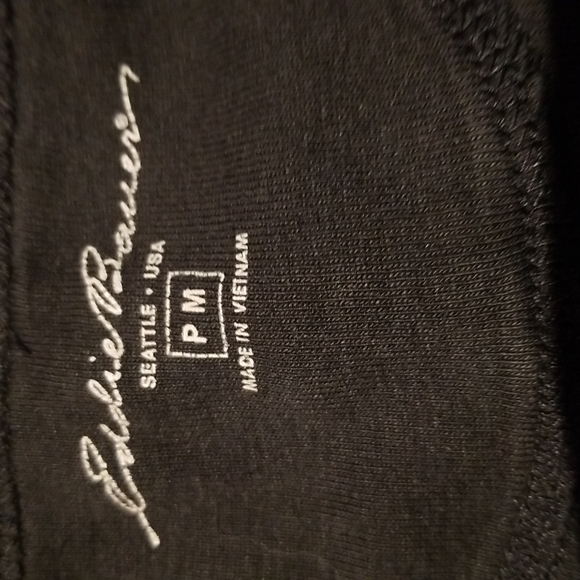 Eddie Bauer
SEATTLE · USA
P M
MADE IN VIETNAM